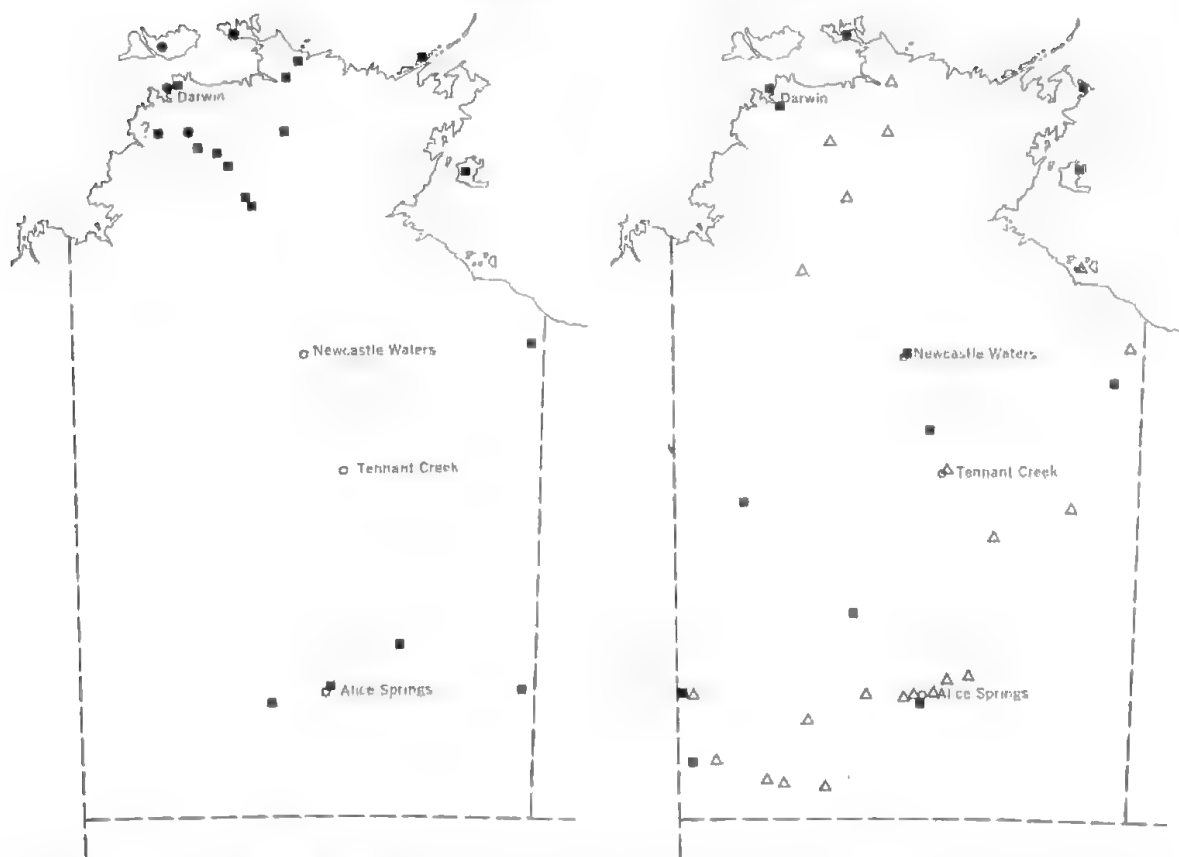 Darwin
?
Newcastle Waters
Tennant Creek
Alice Springs
Darwin
Newcastle Waters
Tennant Creek
Alice Springs